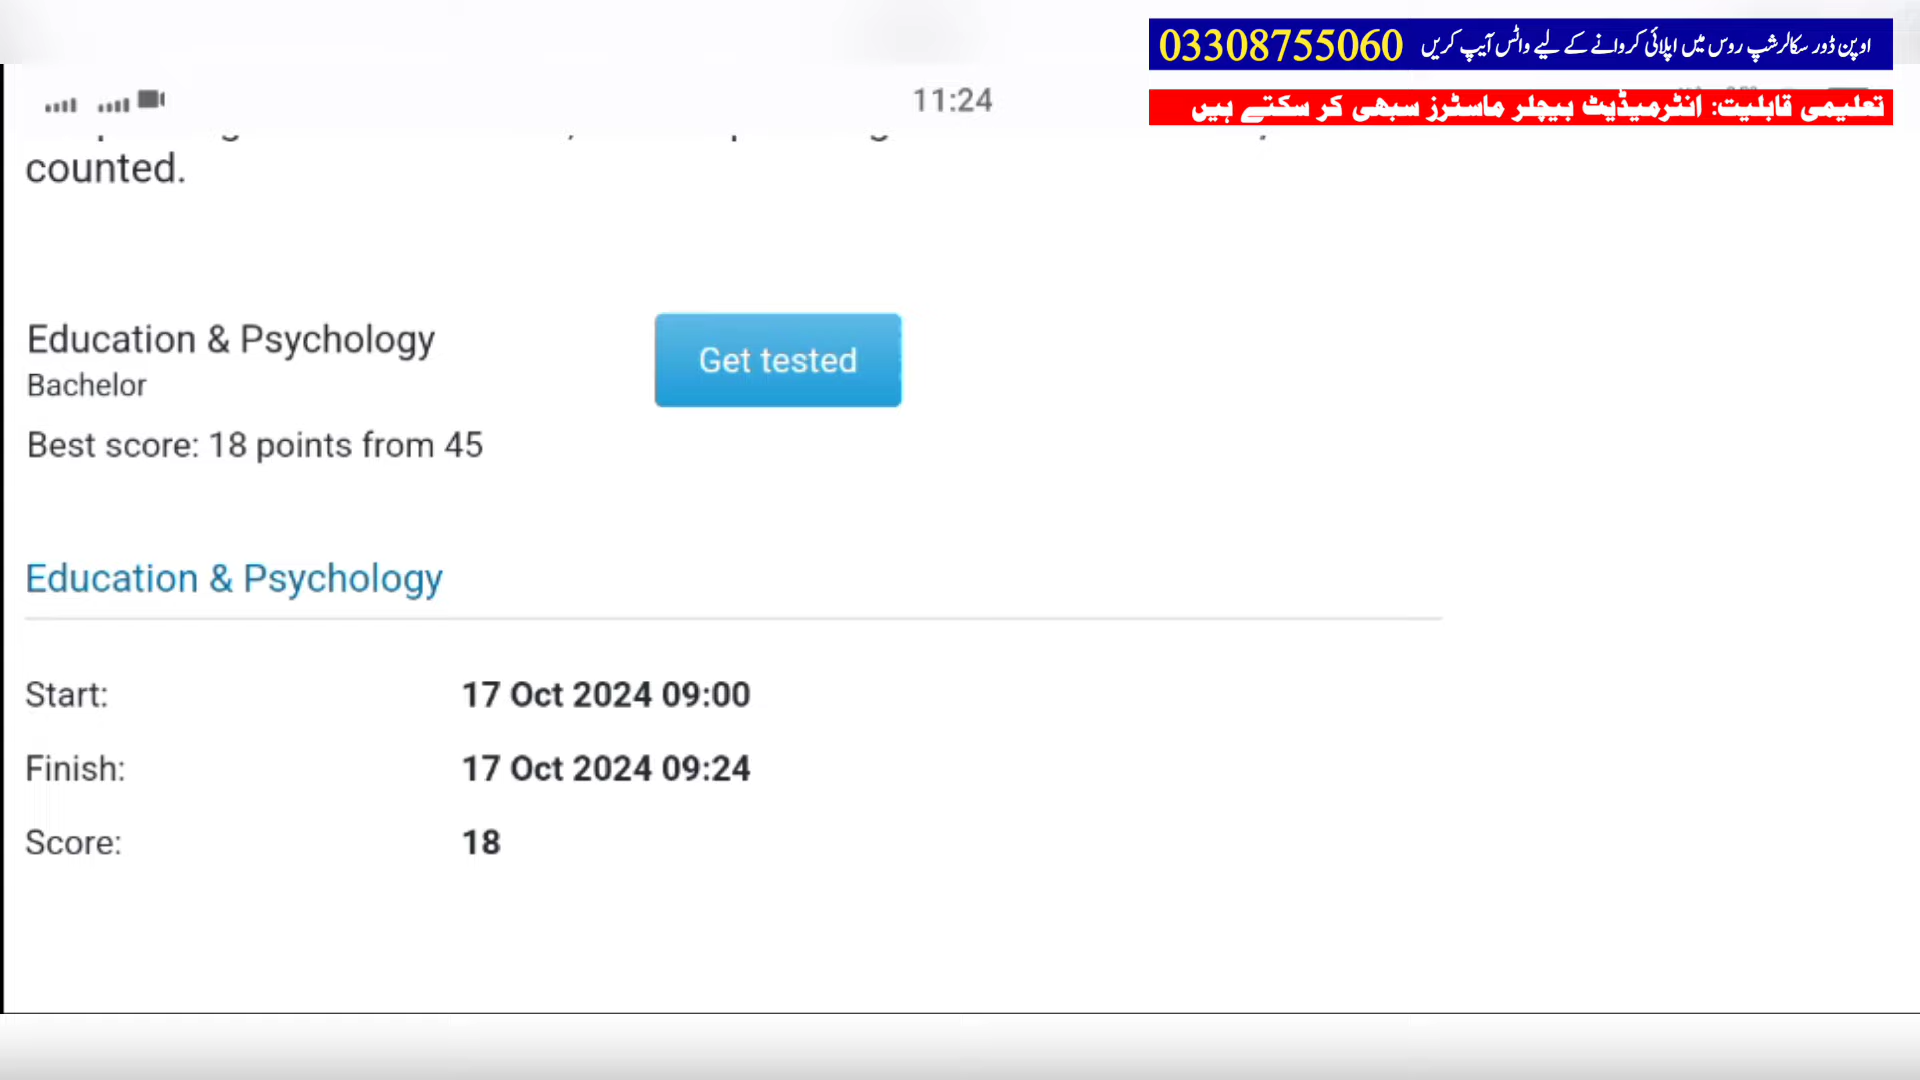 03308755060 اوپن ڈور سکالرشپ روس میں اپلائی کروانے کے لیے واٹس آیپ کریں
11:24
تعلیمی قابلیت: انٹرمیڈیٹ بیچلر ماسٹرز سبھی کر سکتے ہیں
counted.
Education & Psychology
Bachelor
Get tested
Best score: 18 points from 45
Education & Psychology
Start: 17 Oct 2024 09:00
Finish: 17 Oct 2024 09:24
Score: 18